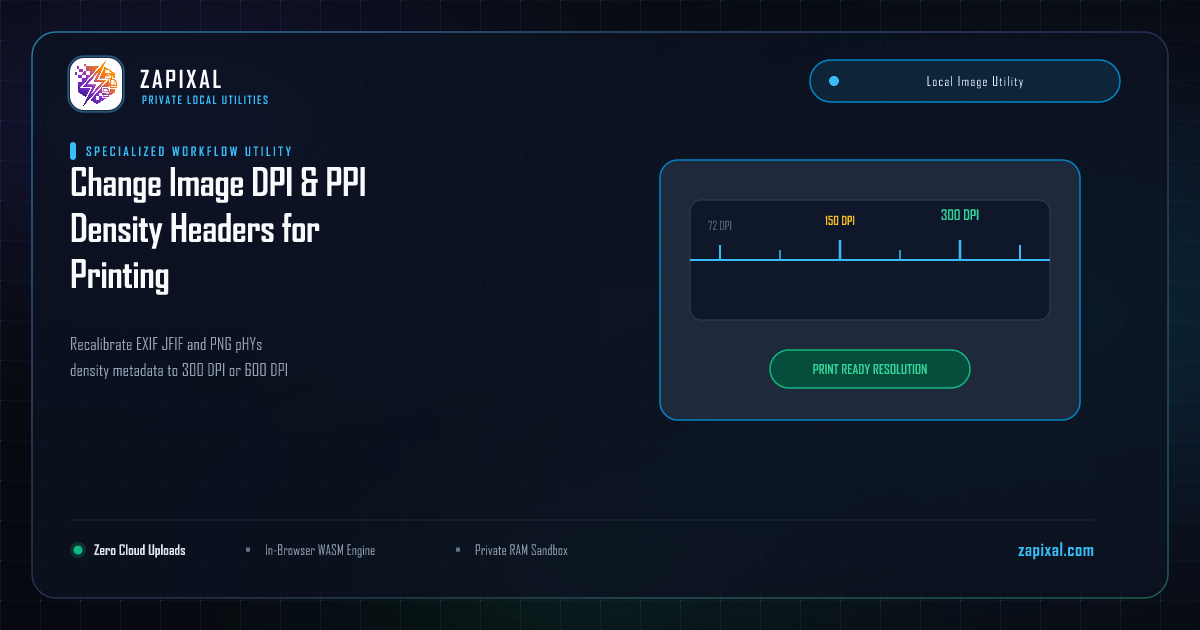 ZAPIXAL
PRIVATE LOCAL UTILITIES
Local Image Utility
SPECIALIZED WORKFLOW UTILITY
Change Image DPI & PPI
Density Headers for
Printing
Recalibrate EXIF JFIF and PNG pHYs
density metadata to 300 DPI or 600 DPI
72 DPI
150 DPI
300 DPI
PRINT READY RESOLUTION
Zero Cloud Uploads
In-Browser WASM Engine
Private RAM Sandbox
zapixal.com